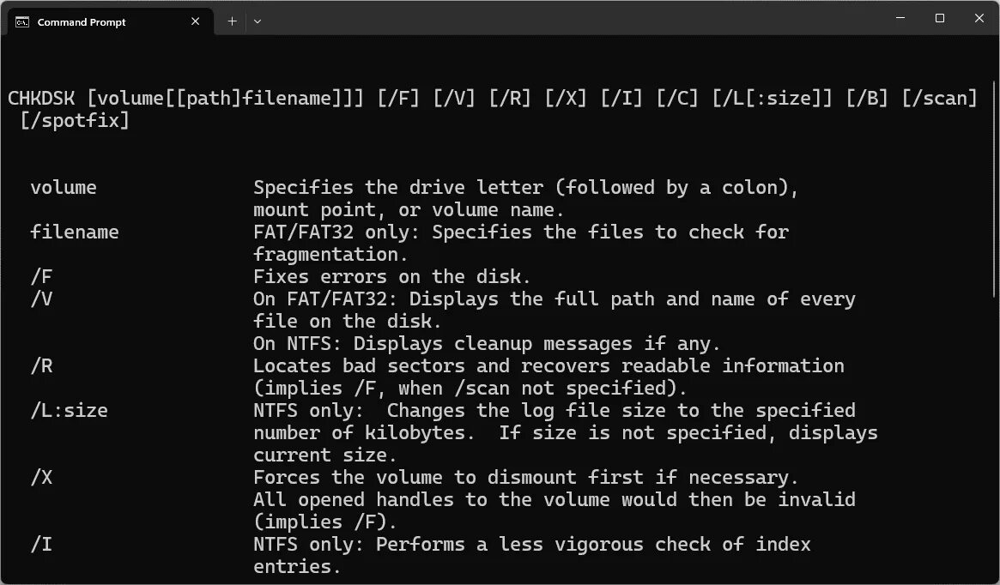 Command Prompt
CHKDSK [volume[[path]filename]]] [/F] [/V] [/R] [/X] [/I] [/C] [/L[:size]] [/B] [/scan]
[/spotfix]
volume Specifies the drive letter (followed by a colon),
mount point, or volume name.
filename FAT/FAT32 only: Specifies the files to check for
fragmentation.
/F Fixes errors on the disk.
/V On FAT/FAT32: Displays the full path and name of every
file on the disk.
On NTFS: Displays cleanup messages if any.
/R Locates bad sectors and recovers readable information
(implies /F, when /scan not specified).
/L:size NTFS only:  Changes the log file size to the specified
number of kilobytes.  If size is not specified, displays
current size.
/X Forces the volume to dismount first if necessary.
All opened handles to the volume would then be invalid
(implies /F).
/I NTFS only: Performs a less vigorous check of index
entries.